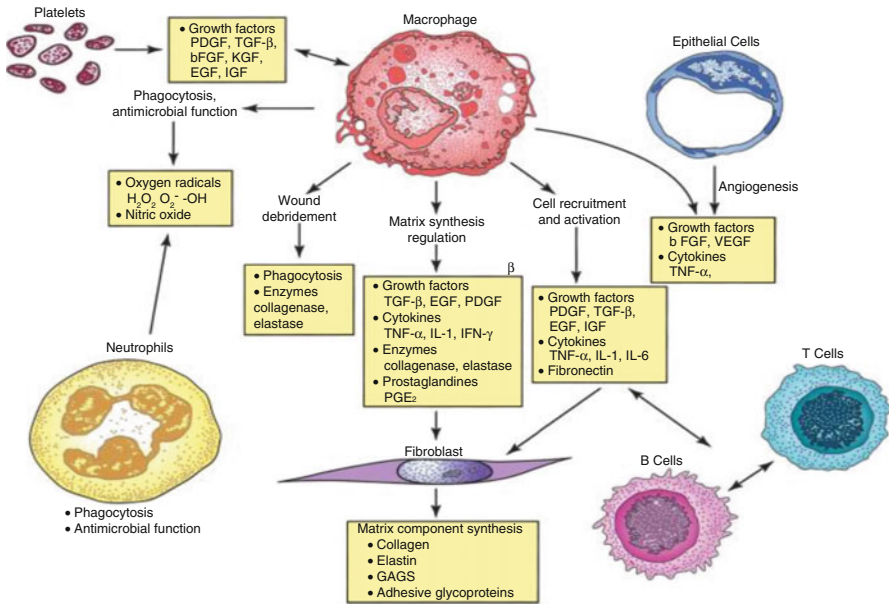 Platelets
• Growth factors
PDGF, TGF-β,
bFGF, KGF,
EGF, IGF
Macrophage
Epithelial Cells
Phagocytosis,
antimicrobial function
• Oxygen radicals
H₂O₂ O₂⁻ -OH
• Nitric oxide
Wound
debridement
Matrix synthesis
regulation
Cell recruitment
and activation
Angiogenesis
• Growth factors
b FGF, VEGF
• Cytokines
TNF-α,
• Phagocytosis
• Enzymes
collagenase,
elastase
β
• Growth factors
TGF-β, EGF, PDGF
• Cytokines
TNF-α, IL-1, IFN-γ
• Enzymes
collagenase, elastase
• Prostaglandines
PGE₂
• Growth factors
PDGF, TGF-β,
EGF, IGF
• Cytokines
TNF-α, IL-1, IL-6
• Fibronectin
Neutrophils
T Cells
Fibroblast
B Cells
• Phagocytosis
• Antimicrobial function
Matrix component synthesis
• Collagen
• Elastin
• GAGS
• Adhesive glycoproteins